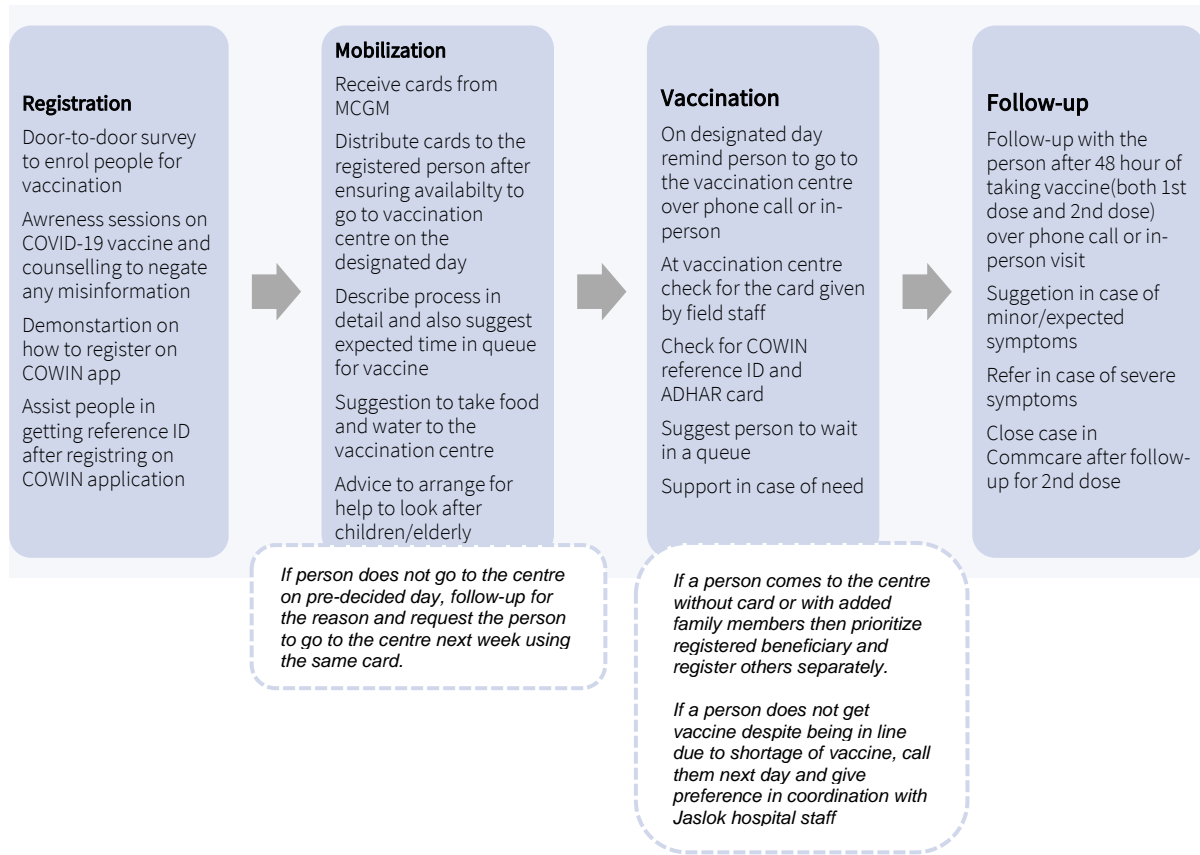 Registration
Door-to-door survey
to enrol people for
vaccination
Awreness sessions on
COVID-19 vaccine and
counselling to negate
any misinformation
Demonstartion on
how to register on
COWIN app
Assist people in
getting reference ID
after registring on
COWIN application
Mobilization
Receive cards from
MCGM
Distribute cards to the
registered person after
ensuring availabilty to
go to vaccination
centre on the
designated day
Describe process in
detail and also suggest
expected time in queue
for vaccine
Suggestion to take food
and water to the
vaccination centre
Advice to arrange for
help to look after
children/elderly
If person does not go to the centre
on pre-decided day, follow-up for
the reason and request the person
to go to the centre next week using
the same card.
Vaccination
On designated day
remind person to go to
the vaccination centre
over phone call or in-
person
At vaccination centre
check for the card given
by field staff
Check for COWIN
reference ID and
ADHAR card
Suggest person to wait
in a queue
Support in case of need
If a person comes to the centre
without card or with added
family members then prioritize
registered beneficiary and
register others separately.
If a person does not get
vaccine despite being in line
due to shortage of vaccine, call
them next day and give
preference in coordination with
Jaslok hospital staff
Follow-up
Follow-up with the
person after 48 hour of
taking vaccine(both 1st
dose and 2nd dose)
over phone call or in-
person visit
Suggetion in case of
minor/expected
symptoms
Refer in case of severe
symptoms
Close case in
Commcare after follow-
up for 2nd dose